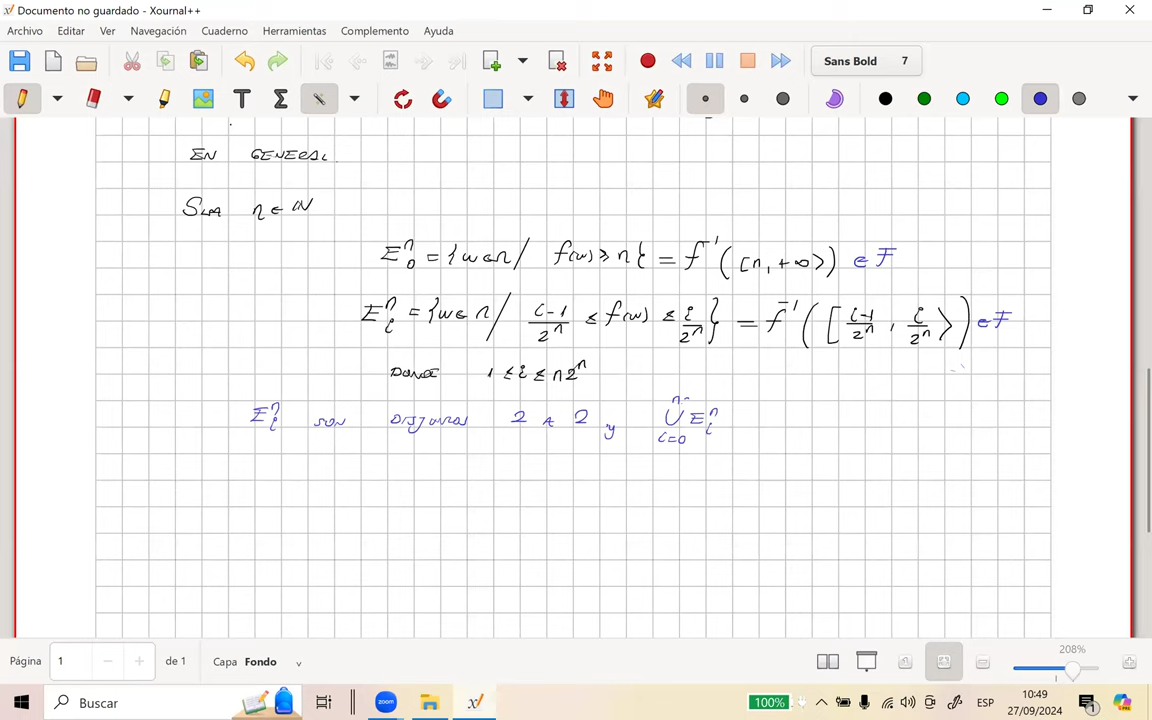 Documento no guardado - Xournal++
Archivo Editar Ver Navegación Cuaderno Herramientas Complemento Ayuda
Sans Bold 7
EN GENERAL
SEA n ∈ ℕ
E₀ⁿ = {w∈Ω / f(w) ≥ n} = f⁻¹([n, +∞⟩) ∈ F
Eᵢⁿ = {w∈Ω / (i-1)/2ⁿ ≤ f(w) ≤ i/2ⁿ} = f⁻¹([(i-1)/2ⁿ, i/2ⁿ⟩) ∈ F
DONDE 1 ≤ i ≤ n2ⁿ
Eᵢⁿ SON DISJUNTOS 2 A 2 y ∪ i=0 Eᵢⁿ
Página 1 de 1 Capa Fondo 208%
Buscar zoom 100% ESP 10:49
27/09/2024 1